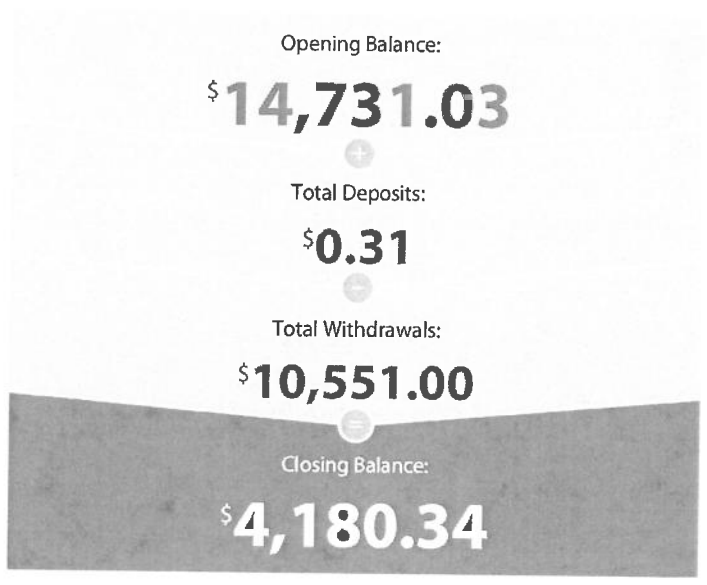 Opening Balance:
$14,731.03
+
Total Deposits:
$0.31
-
Total Withdrawals:
$10,551.00
=
Closing Balance:
$4,180.34